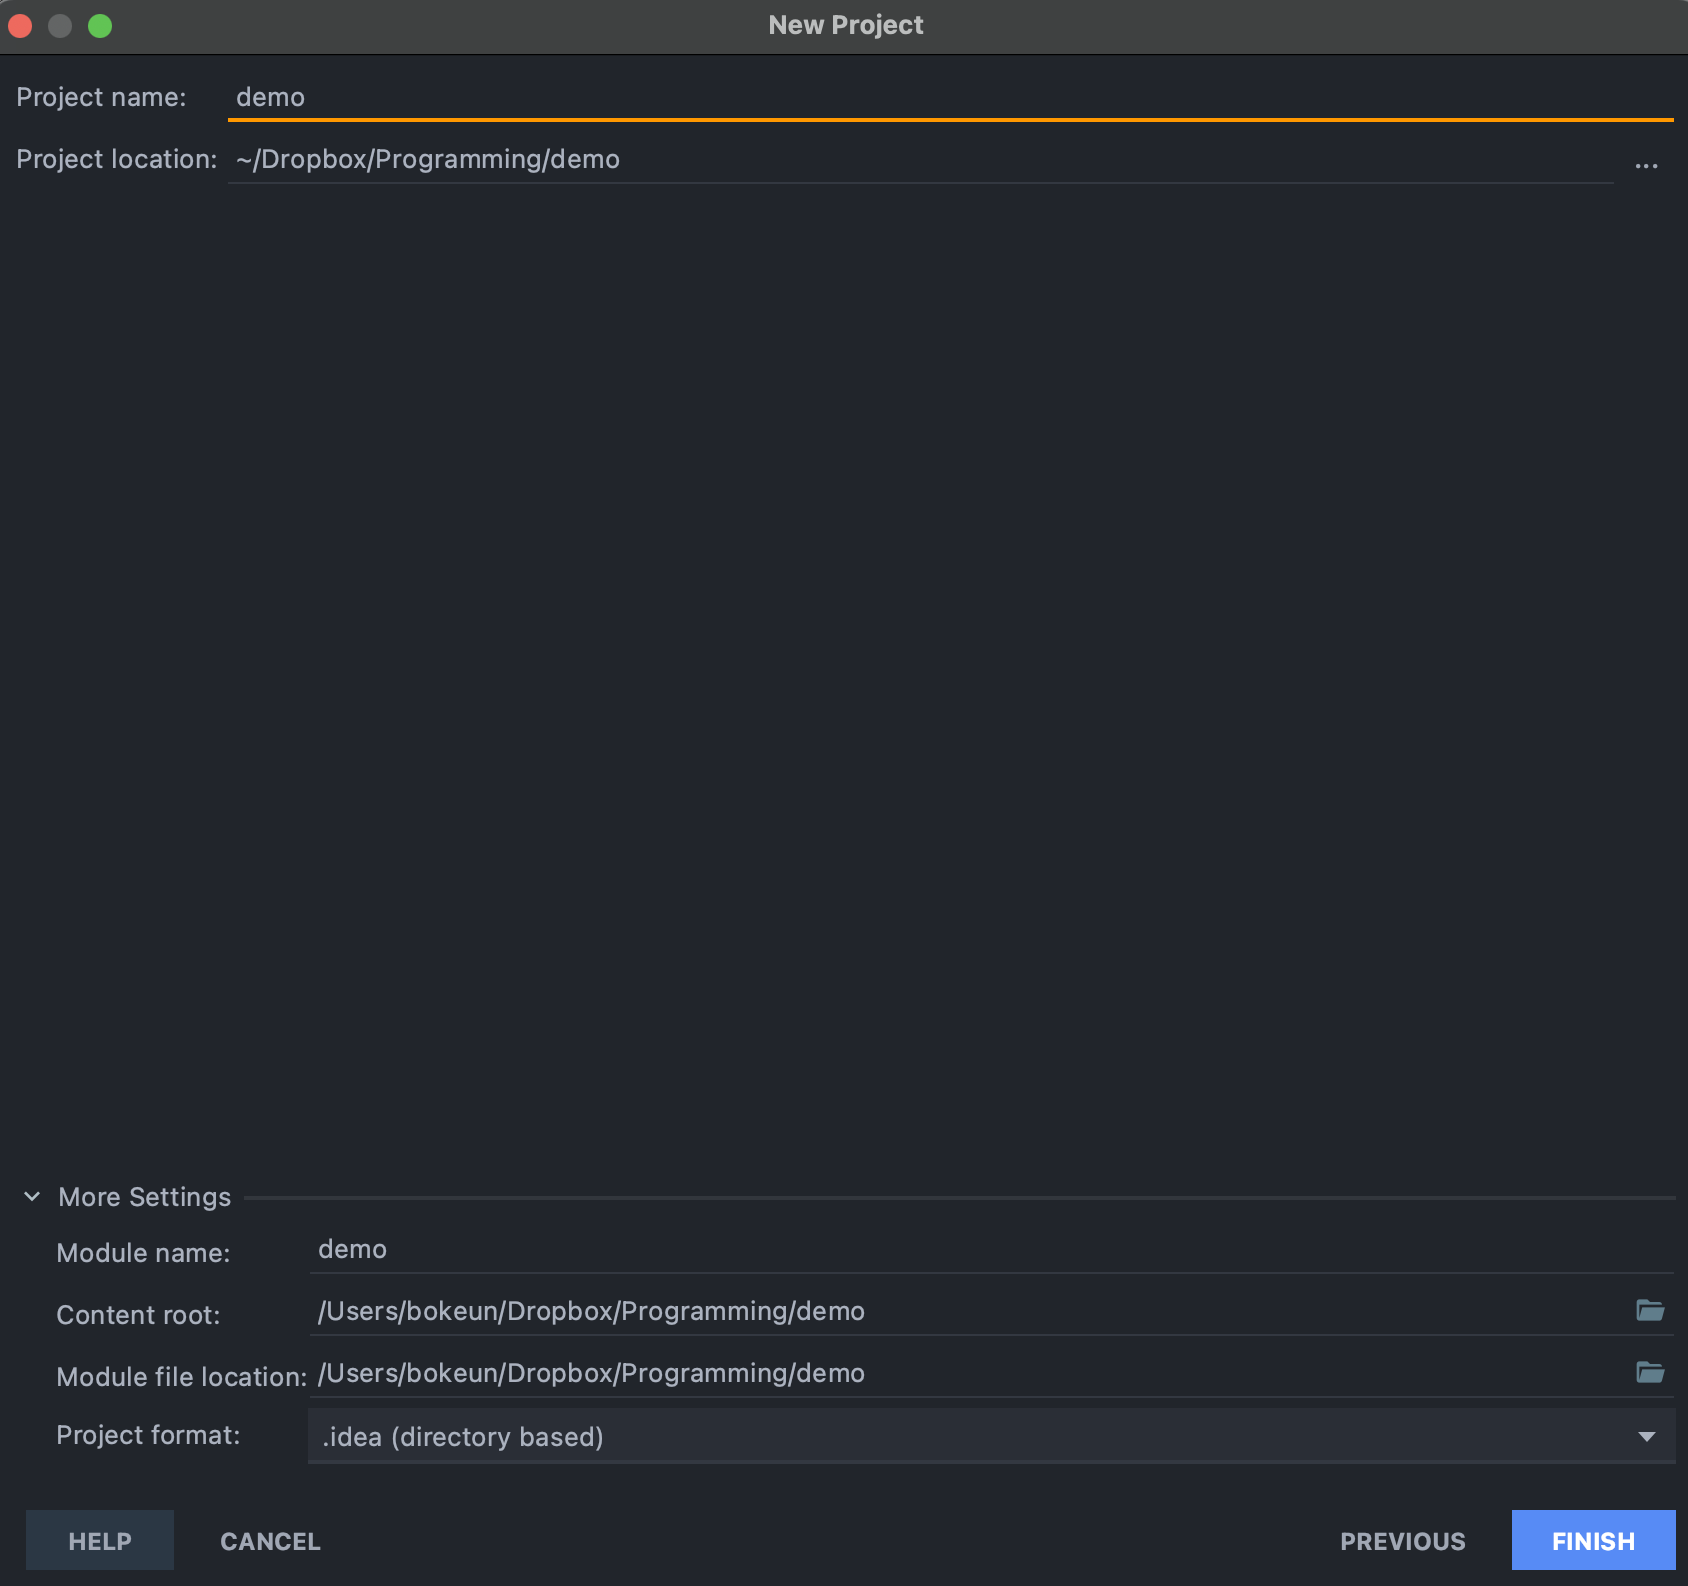 New Project
Project name: demo
Project location: ~/Dropbox/Programming/demo ...
More Settings
Module name: demo
Content root: /Users/bokeun/Dropbox/Programming/demo
Module file location: /Users/bokeun/Dropbox/Programming/demo
Project format: .idea (directory based)
HELP CANCEL PREVIOUS FINISH